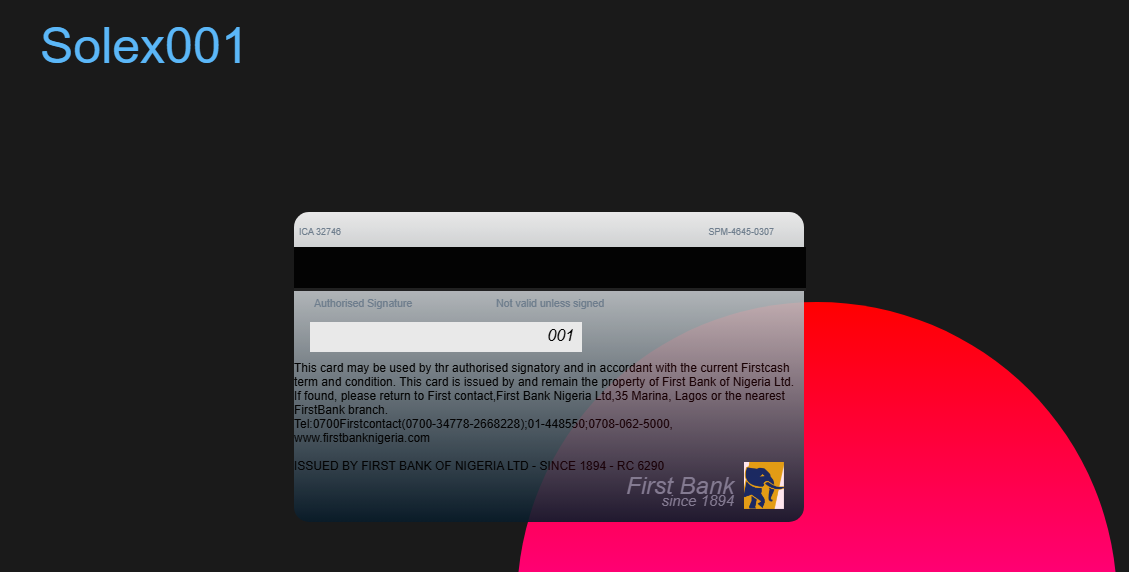 Solex001
ICA 32746
SPM-4645-0307
Authorised Signature
Not valid unless signed
001
This card may be used by thr authorised signatory and in accordant with the current Firstcash
term and condition. This card is issued by and remain the property of First Bank of Nigeria Ltd.
If found, please return to First contact,First Bank Nigeria Ltd,35 Marina, Lagos or the nearest
FirstBank branch.
Tel:0700Firstcontact(0700-34778-2668228);01-448550;0708-062-5000,
www.firstbanknigeria.com
ISSUED BY FIRST BANK OF NIGERIA LTD - SINCE 1894 - RC 6290
First Bank
since 1894